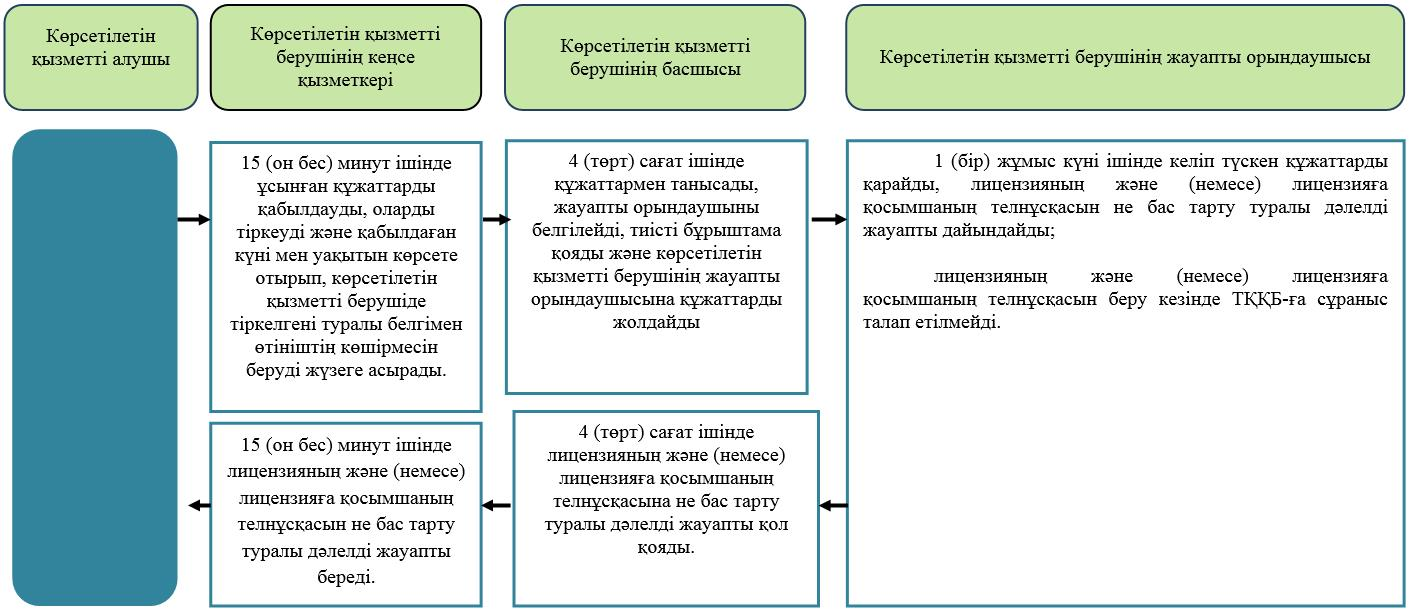 Көрсетілетін
қызметті алушы
Көрсетілетін қызметті
берушінің кеңсе
қызметкері
Көрсетілетін қызметті
берушінің басшысы
Көрсетілетін қызметті берушінің жауапты орындаушысы
15 (он бес) минут ішінде
ұсынған құжаттарды
қабылдауды, оларды
тіркеуді және қабылдаған
күні мен уақытын көрсете
отырып, көрсетілетін
қызметті берушіде
тіркелгені туралы белгімен
өтініштің көшірмесін
беруді жүзеге асырады.
4 (төрт) сағат ішінде
құжаттармен танысады,
жауапты орындаушыны
белгілейді, тиісті бұрыштама
қояды және көрсетілетін
қызметті берушінің жауапты
орындаушысына құжаттарды
жолдайды
1 (бір) жұмыс күні ішінде келіп түскен құжаттарды
қарайды, лицензияның және (немесе) лицензияға
қосымшаның телнұсқасын не бас тарту туралы дәлелді
жауапты дайындайды;
лицензияның және (немесе) лицензияға
қосымшаның телнұсқасын беру кезінде ТҚҚБ-ға сұраныс
талап етілмейді.
15 (он бес) минут ішінде
лицензияның және (немесе)
лицензияға қосымшаның
телнұсқасын не бас тарту
туралы дәлелді жауапты
береді.
4 (төрт) сағат ішінде
лицензияның және (немесе)
лицензияға қосымшаның
телнұсқасына не бас тарту
туралы дәлелді жауапты қол
қояды.